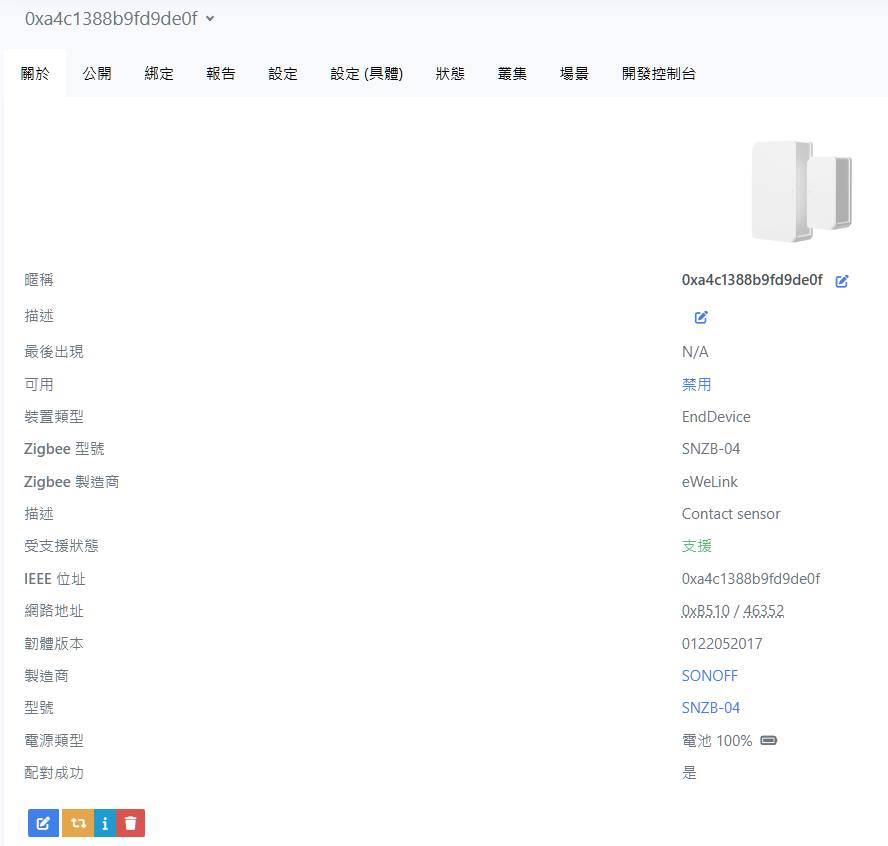 0xa4c1388b9fd9de0f
關於 公開 綁定 報告 設定 設定 (具體) 狀態 叢集 場景 開發控制台
暱稱 0xa4c1388b9fd9de0f
描述
最後出現 N/A
可用 禁用
裝置類型 EndDevice
Zigbee 型號 SNZB-04
Zigbee 製造商 eWeLink
描述 Contact sensor
受支援狀態 支援
IEEE 位址 0xa4c1388b9fd9de0f
網路地址 0xB510 / 46352
韌體版本 0122052017
製造商 SONOFF
型號 SNZB-04
電源類型 電池 100%
配對成功 是